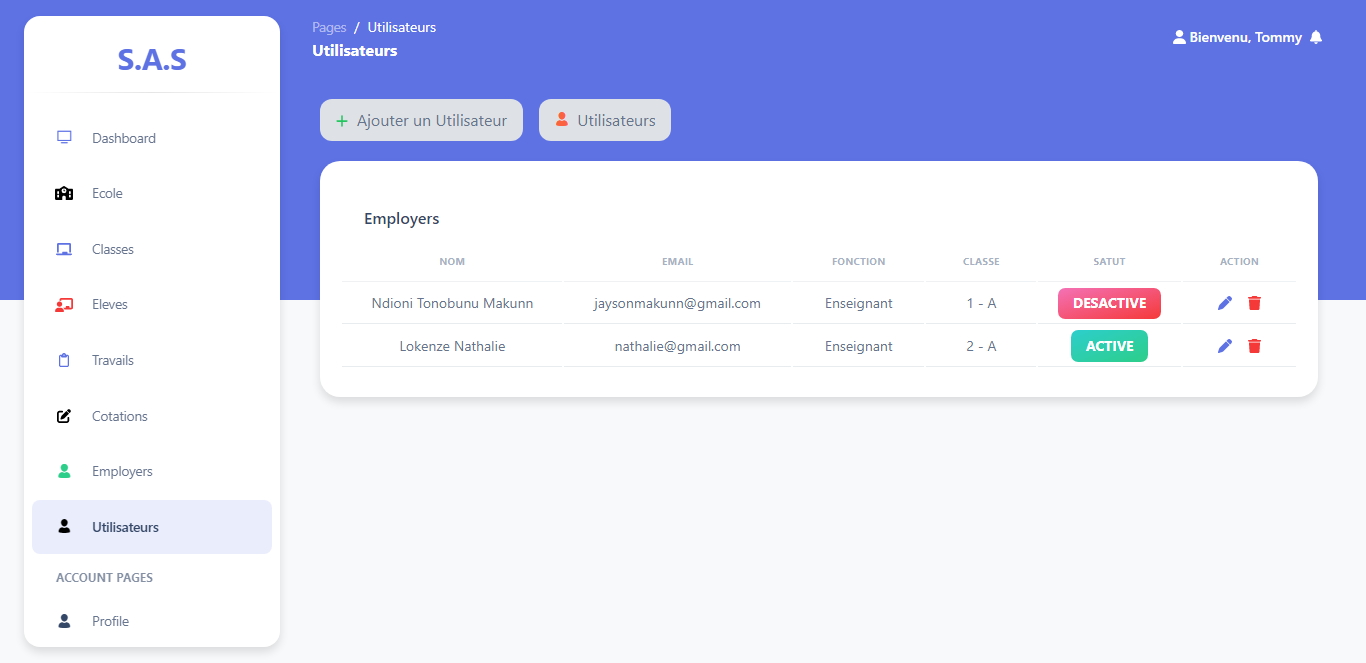 S.A.S
Dashboard
Ecole
Classes
Eleves
Travails
Cotations
Employers
Utilisateurs
ACCOUNT PAGES
Profile
Pages / Utilisateurs
Utilisateurs
Bienvenu, Tommy
+ Ajouter un Utilisateur
Utilisateurs
Employers
NOM EMAIL FONCTION CLASSE SATUT ACTION
Ndioni Tonobunu Makunn jaysonmakunn@gmail.com Enseignant 1 - A DESACTIVE
Lokenze Nathalie nathalie@gmail.com Enseignant 2 - A ACTIVE